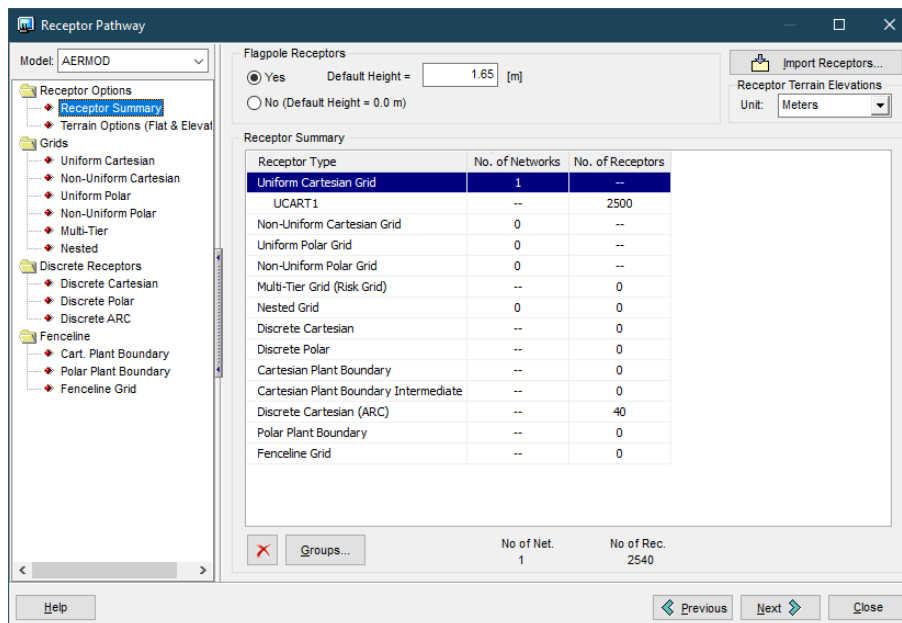 Receptor Pathway
Model: AERMOD
Receptor Options
Receptor Summary
Terrain Options (Flat & Elevat
Grids
Uniform Cartesian
Non-Uniform Cartesian
Uniform Polar
Non-Uniform Polar
Multi-Tier
Nested
Discrete Receptors
Discrete Cartesian
Discrete Polar
Discrete ARC
Fenceline
Cart. Plant Boundary
Polar Plant Boundary
Fenceline Grid
Flagpole Receptors
Yes Default Height = 1.65 [m]
No (Default Height = 0.0 m)
Import Receptors...
Receptor Terrain Elevations
Unit: Meters
Receptor Summary
Receptor Type No. of Networks No. of Receptors
Uniform Cartesian Grid 1 --
UCART1 -- 2500
Non-Uniform Cartesian Grid 0 --
Uniform Polar Grid 0 --
Non-Uniform Polar Grid 0 --
Multi-Tier Grid (Risk Grid) -- 0
Nested Grid 0 0
Discrete Cartesian -- 0
Discrete Polar -- 0
Cartesian Plant Boundary -- 0
Cartesian Plant Boundary Intermediate -- 0
Discrete Cartesian (ARC) -- 40
Polar Plant Boundary -- 0
Fenceline Grid -- 0
Groups...
No of Net. No of Rec.
1 2540
Help
Previous
Next
Close